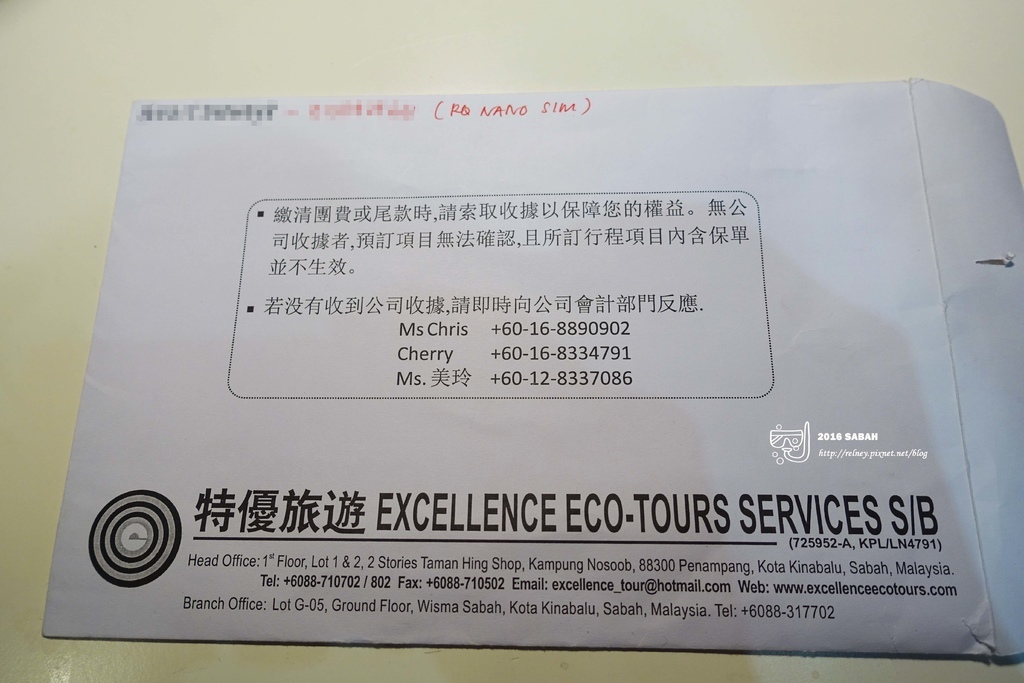 (RQ NANO SIM)
▪ 繳清團費或尾款時,請索取收據以保障您的權益。無公
司收據者,預訂項目無法確認,且所訂行程項目內含保單
並不生效。
▪ 若没有收到公司收據,請即時向公司會計部門反應.
Ms Chris +60-16-8890902
Cherry +60-16-8334791
Ms. 美玲 +60-12-8337086
2016 SABAH
http://relney.pixnet.net/blog
特優旅遊 EXCELLENCE ECO-TOURS SERVICES S/B
(725952-A, KPL/LN4791)
Head Office: 1st Floor, Lot 1 & 2, 2 Stories Taman Hing Shop, Kampung Nosoob, 88300 Penampang, Kota Kinabalu, Sabah, Malaysia.
Tel: +6088-710702 / 802 Fax: +6088-710502 Email: excellence_tour@hotmail.com Web: www.excellenceecotours.com
Branch Office: Lot G-05, Ground Floor, Wisma Sabah, Kota Kinabalu, Sabah, Malaysia. Tel: +6088-317702